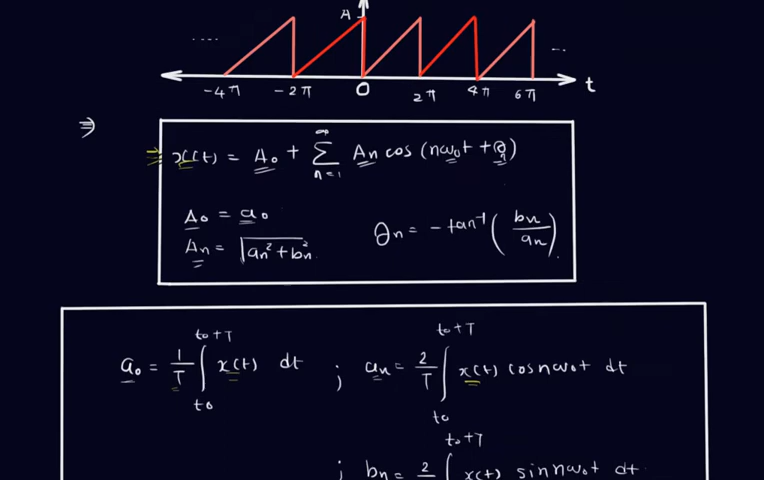 A
.... ...
-4π -2π 0 2π 4π 6π t
⇒
⇒ x(t) = A₀ + ∞ Σ n=1 An cos (nω₀t + θn)
A₀ = a₀
An = √an² + bn² θn = - tan⁻¹ (bn/an).
a₀ = 1/T ∫ t₀ t₀+T x(t) dt ; an = 2/T ∫ t₀ t₀+T x(t) cos nω₀t dt
; bn = 2 ∫ t₀+T x(t) sin nω₀t dt.